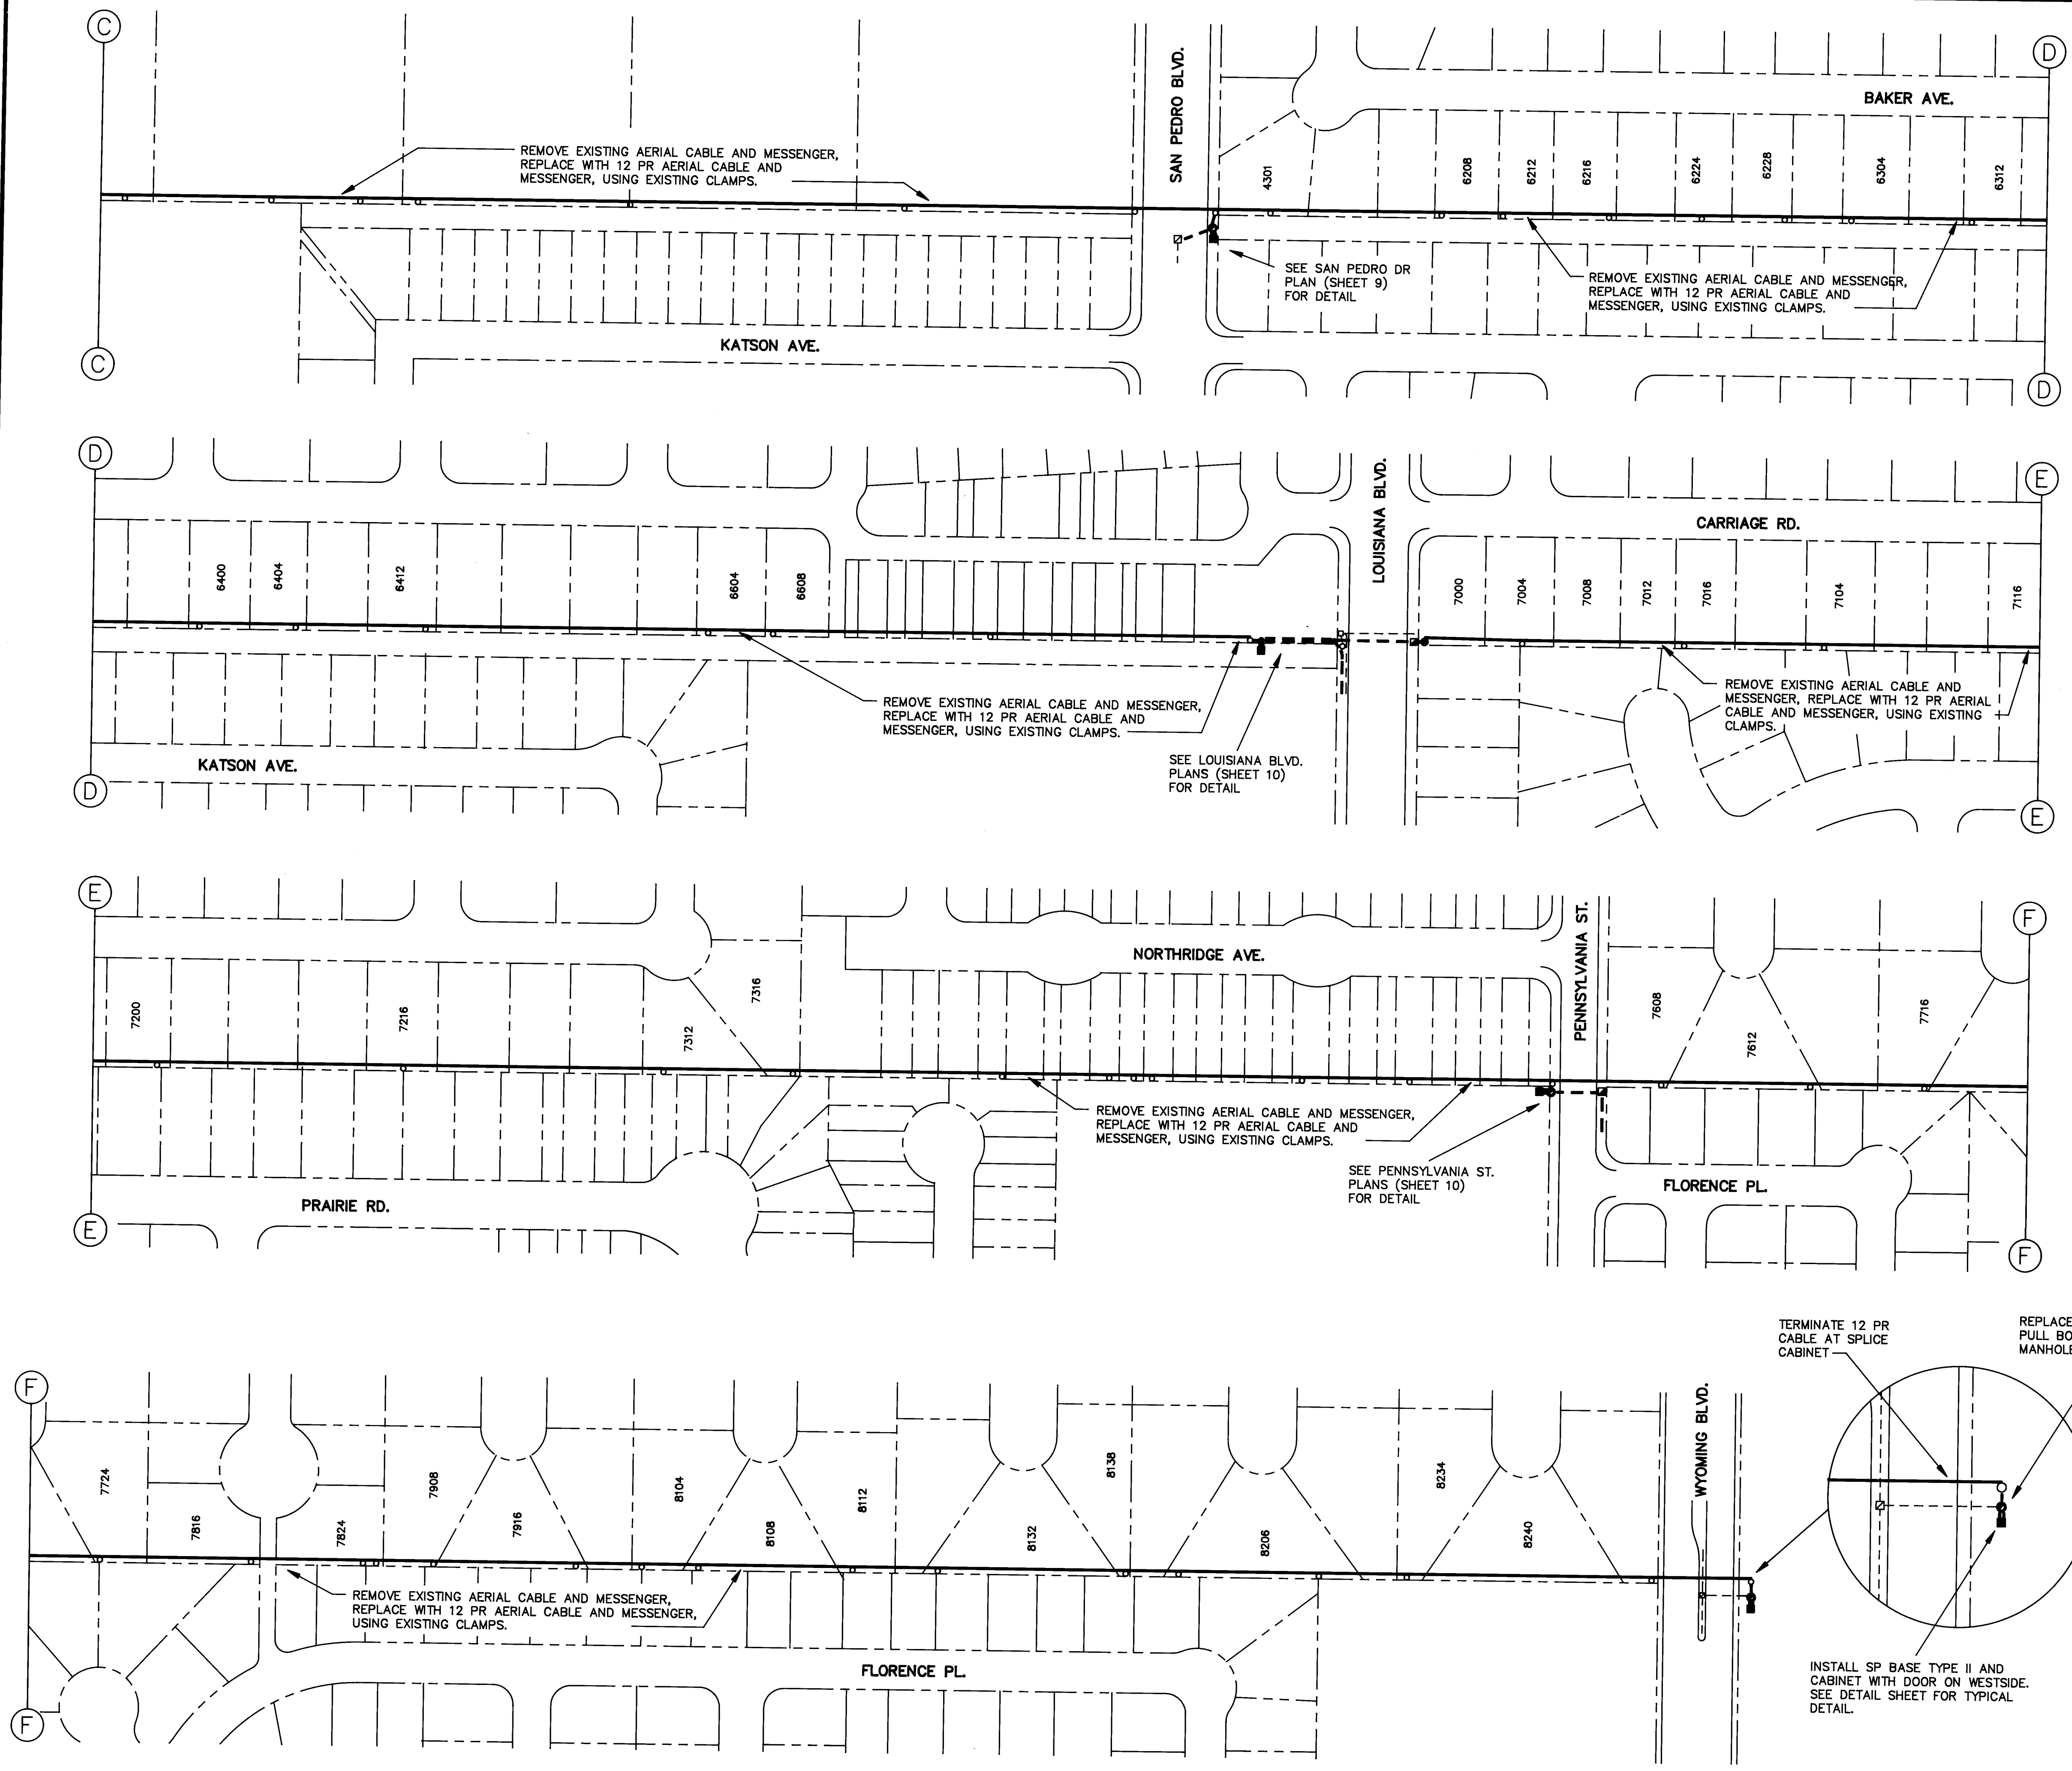 C
D
SAN PEDRO BLVD.
BAKER AVE.
REMOVE EXISTING AERIAL CABLE AND MESSENGER,
REPLACE WITH 12 PR AERIAL CABLE AND
MESSENGER, USING EXISTING CLAMPS.
4301
6208
6212
6216
6224
6228
6304
6312
SEE SAN PEDRO DR
PLAN (SHEET 9)
FOR DETAIL
REMOVE EXISTING AERIAL CABLE AND MESSENGER,
REPLACE WITH 12 PR AERIAL CABLE AND
MESSENGER, USING EXISTING CLAMPS.
KATSON AVE.
C
D
D
E
LOUISIANA BLVD.
CARRIAGE RD.
6400
6404
6412
6604
6608
7000
7004
7008
7012
7016
7104
7116
REMOVE EXISTING AERIAL CABLE AND MESSENGER,
REPLACE WITH 12 PR AERIAL CABLE AND
MESSENGER, USING EXISTING CLAMPS.
REMOVE EXISTING AERIAL CABLE AND
MESSENGER, REPLACE WITH 12 PR AERIAL
CABLE AND MESSENGER, USING EXISTING
CLAMPS.
SEE LOUISIANA BLVD.
PLANS (SHEET 10)
FOR DETAIL
KATSON AVE.
D
E
E
F
NORTHRIDGE AVE.
PENNSYLVANIA ST.
7200
7216
7312
7316
7608
7612
7716
REMOVE EXISTING AERIAL CABLE AND MESSENGER,
REPLACE WITH 12 PR AERIAL CABLE AND
MESSENGER, USING EXISTING CLAMPS.
SEE PENNSYLVANIA ST.
PLANS (SHEET 10)
FOR DETAIL
PRAIRIE RD.
FLORENCE PL.
E
F
TERMINATE 12 PR
CABLE AT SPLICE
CABINET
REPLACE
PULL BO
MANHOLE
F
WYOMING BLVD.
7724
7816
7824
7908
7916
8104
8108
8112
8132
8138
8206
8234
8240
REMOVE EXISTING AERIAL CABLE AND MESSENGER,
REPLACE WITH 12 PR AERIAL CABLE AND MESSENGER,
USING EXISTING CLAMPS.
FLORENCE PL.
INSTALL SP BASE TYPE II AND
CABINET WITH DOOR ON WESTSIDE.
SEE DETAIL SHEET FOR TYPICAL
DETAIL.
F